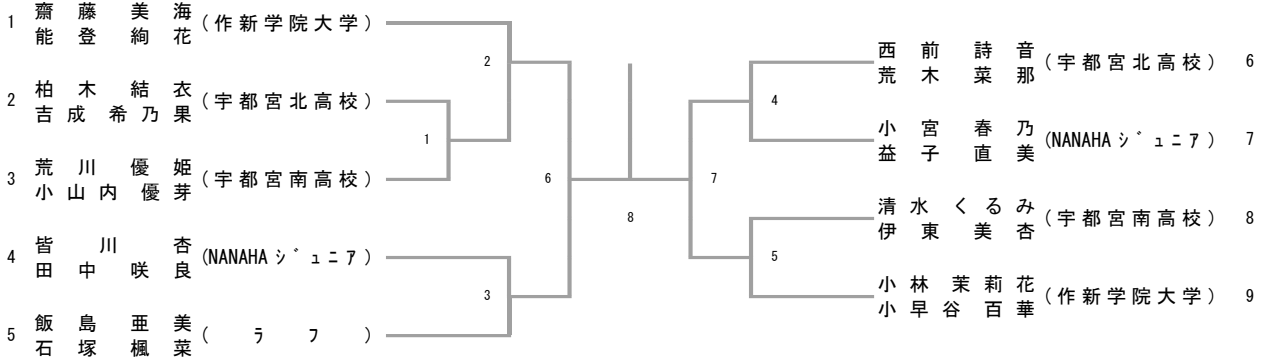 1 齋藤美海 (作新学院大学)
能登絢花
2 柏木結衣 (宇都宮北高校)
吉成希乃果
3 荒川優姫 (宇都宮南高校)
小山内優芽
4 皆川杏 (NANAHAジュニア)
田中咲良
5 飯島亜美 (ラフ)
石塚楓菜
2
1
6
3
8
4
7
5
西前詩音 (宇都宮北高校) 6
荒木菜那
小宮春乃 (NANAHAジュニア) 7
益子直美
清水くるみ (宇都宮南高校) 8
伊東美杏
小林茉莉花 (作新学院大学) 9
小早谷百華